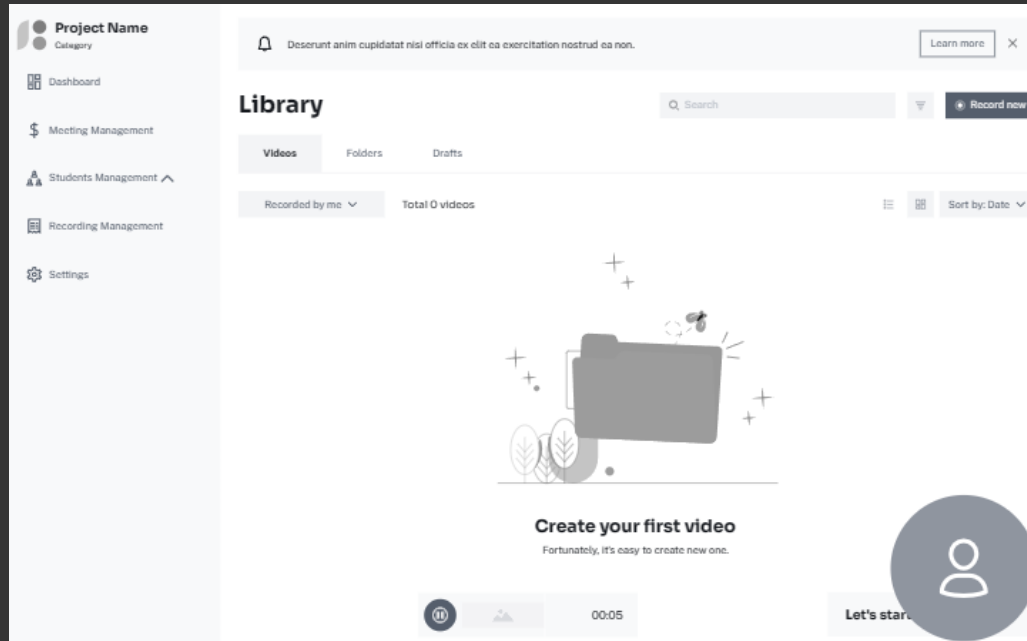 Project Name
Category
Dashboard
Meeting Management
Students Management
Recording Management
Settings
Deserunt anim cupidatat nisi officia ex elit ea exercitation nostrud ea non.
Learn more
Library
Search
Record new
Videos
Folders
Drafts
Recorded by me
Total 0 videos
Sort by: Date
Create your first video
Fortunately, it's easy to create new one.
00:05
Let's star